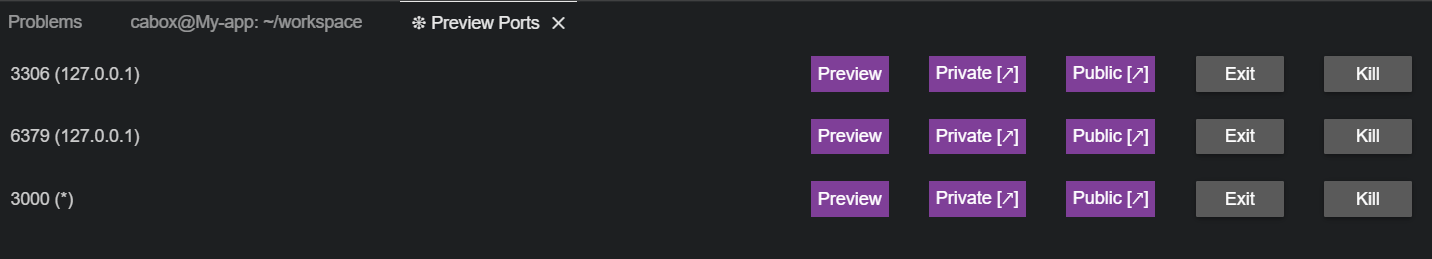 Problems cabox@My-app: ~/workspace ❄ Preview Ports ✕
3306 (127.0.0.1) Preview Private [↗] Public [↗] Exit Kill
6379 (127.0.0.1) Preview Private [↗] Public [↗] Exit Kill
3000 (*) Preview Private [↗] Public [↗] Exit Kill